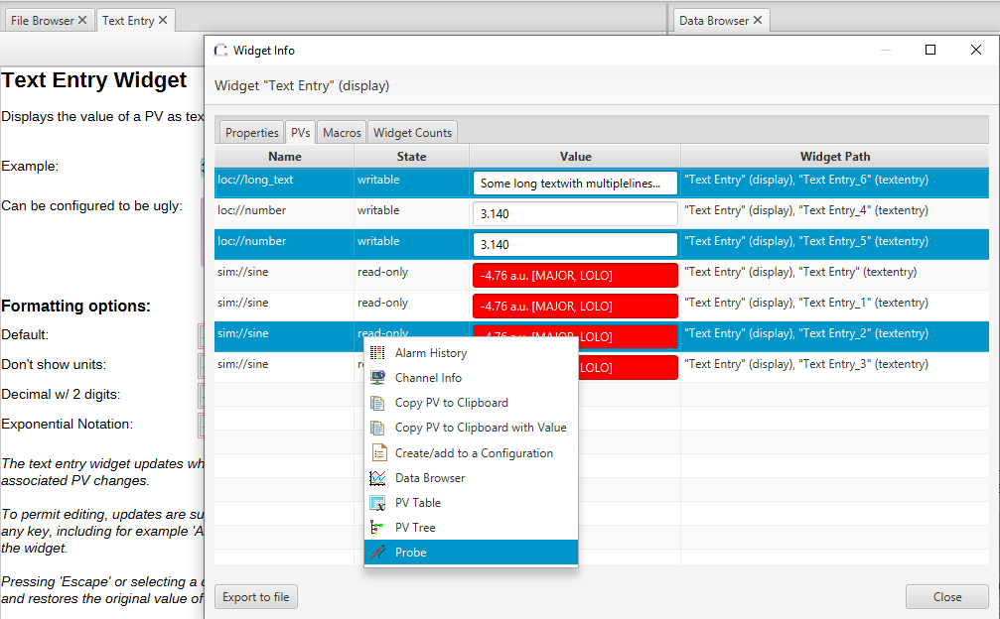 File Browser
Text Entry
Data Browser
Widget Info
Text Entry Widget
Displays the value of a PV as tex
Example:
Can be configured to be ugly:
Formatting options:
Default:
Don't show units:
Decimal w/ 2 digits:
Exponential Notation:
The text entry widget updates wh
associated PV changes.
To permit editing, updates are su
any key, including for example 'A
the widget.
Pressing 'Escape' or selecting a
and restores the original value of
Widget "Text Entry" (display)
Properties PVs Macros Widget Counts
Name State Value Widget Path
loc://long_text writable Some long textwith multiplelines... "Text Entry" (display), "Text Entry_6" (textentry)
loc://number writable 3.140 "Text Entry" (display), "Text Entry_4" (textentry)
loc://number writable 3.140 "Text Entry" (display), "Text Entry_5" (textentry)
sim://sine read-only -4.76 a.u. [MAJOR, LOLO] "Text Entry" (display), "Text Entry" (textentry)
sim://sine read-only -4.76 a.u. [MAJOR, LOLO] "Text Entry" (display), "Text Entry_1" (textentry)
sim://sine read-only -4.76 a.u. [MAJOR, LOLO] "Text Entry" (display), "Text Entry_2" (textentry)
sim://sine LOLO] "Text Entry" (display), "Text Entry_3" (textentry)
Alarm History
Channel Info
Copy PV to Clipboard
Copy PV to Clipboard with Value
Create/add to a Configuration
Data Browser
PV Table
PV Tree
Probe
Export to file
Close